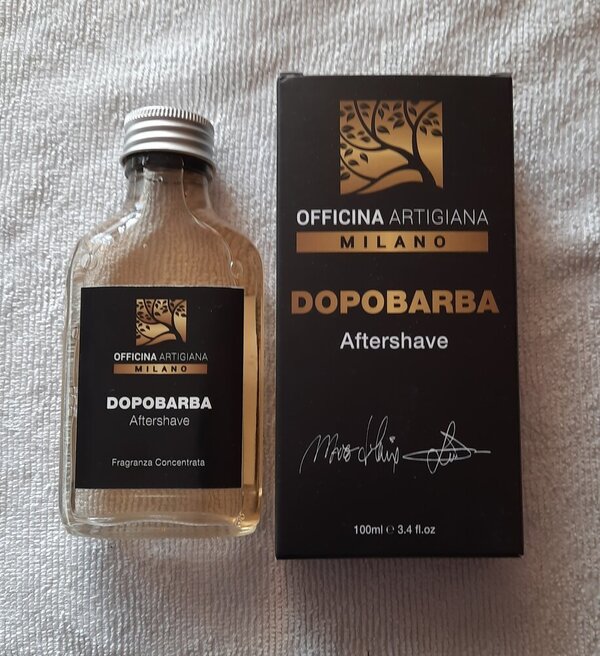 OFFICINA ARTIGIANA
MILANO
DOPOBARBA
Aftershave
Fragranza Concentrata
OFFICINA ARTIGIANA
MILANO
DOPOBARBA
Aftershave
100ml ℮ 3.4 fl.oz